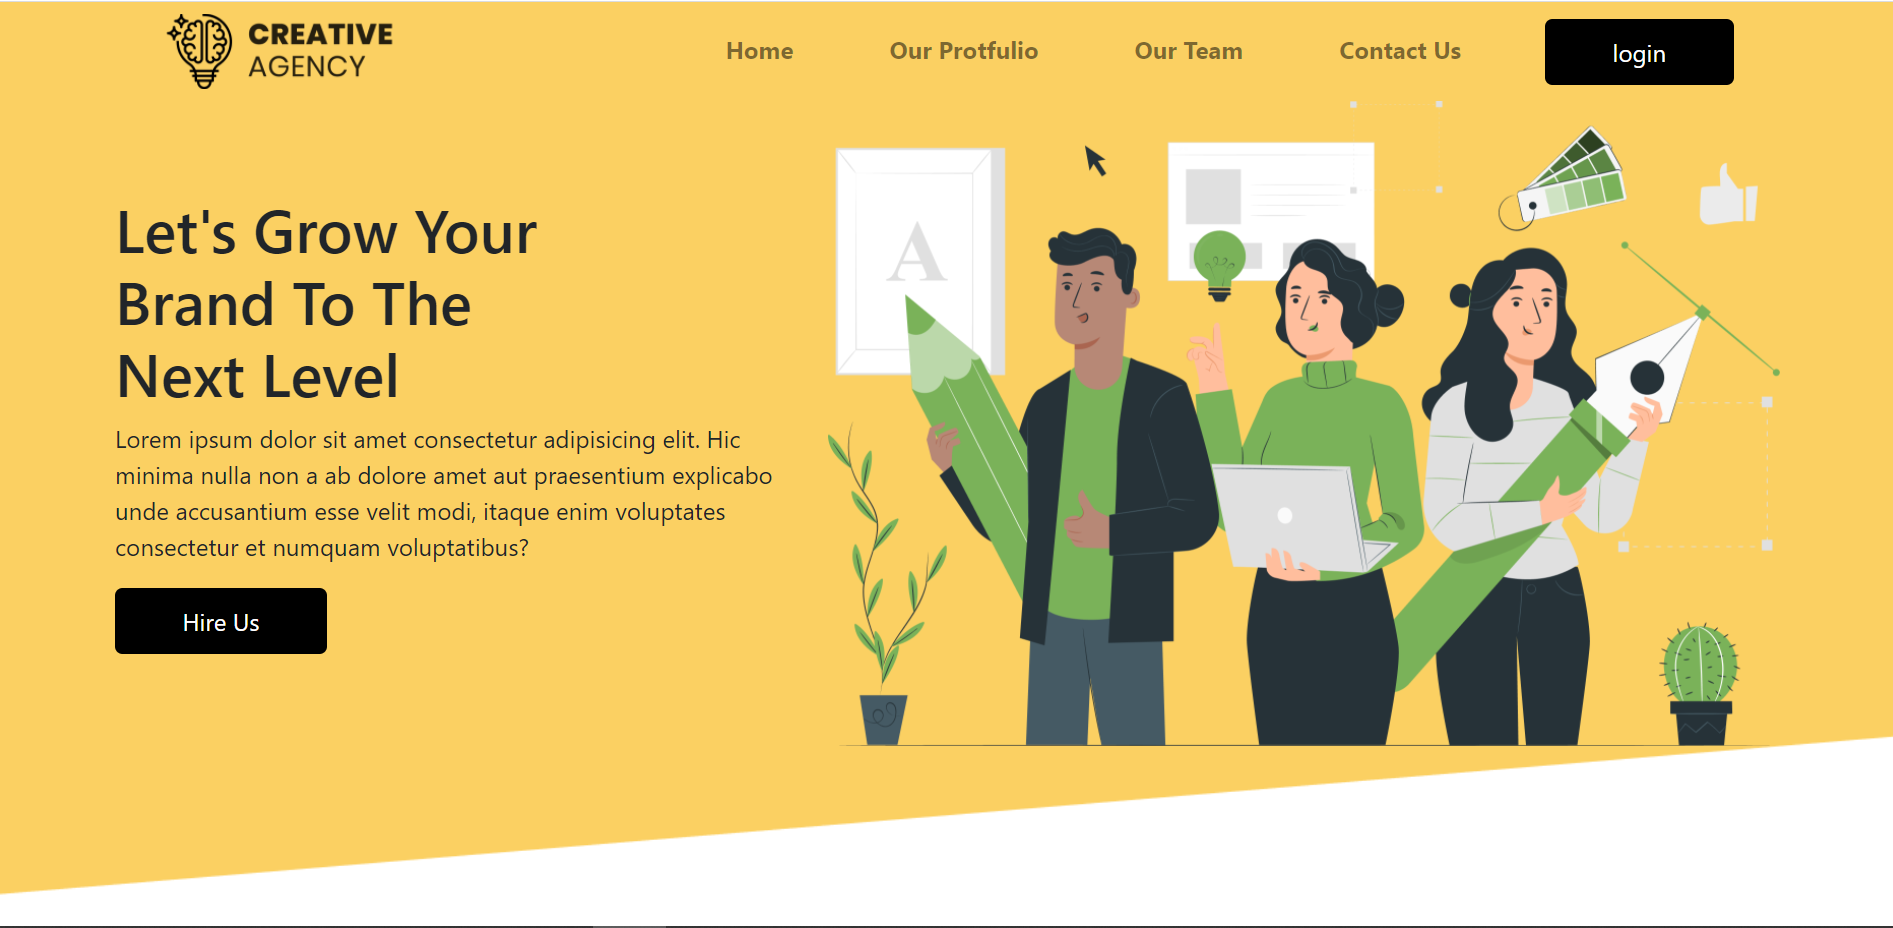 CREATIVE
AGENCY
Home
Our Protfulio
Our Team
Contact Us
login
A
Let's Grow Your
Brand To The
Next Level
Lorem ipsum dolor sit amet consectetur adipisicing elit. Hic
minima nulla non a ab dolore amet aut praesentium explicabo
unde accusantium esse velit modi, itaque enim voluptates
consectetur et numquam voluptatibus?
Hire Us